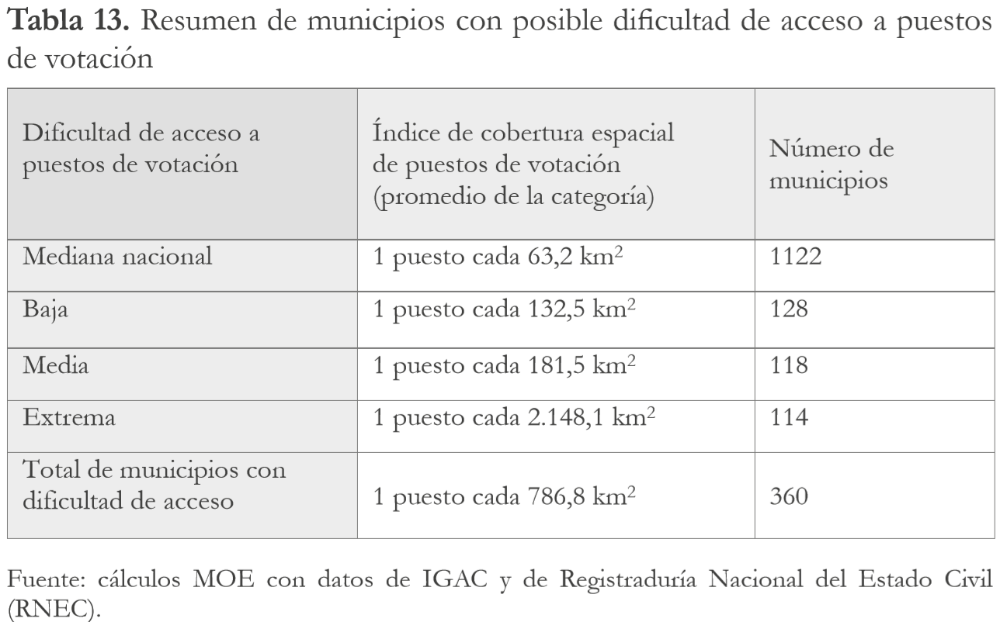 Tabla 13. Resumen de municipios con posible dificultad de acceso a puestos
de votación
Dificultad de acceso a
puestos de votación
Índice de cobertura espacial
de puestos de votación
(promedio de la categoría)
Número de
municipios
Mediana nacional
1 puesto cada 63,2 km²
1122
Baja
1 puesto cada 132,5 km²
128
Media
1 puesto cada 181,5 km²
118
Extrema
1 puesto cada 2.148,1 km²
114
Total de municipios con
dificultad de acceso
1 puesto cada 786,8 km²
360
Fuente: cálculos MOE con datos de IGAC y de Registraduría Nacional del Estado Civil
(RNEC).